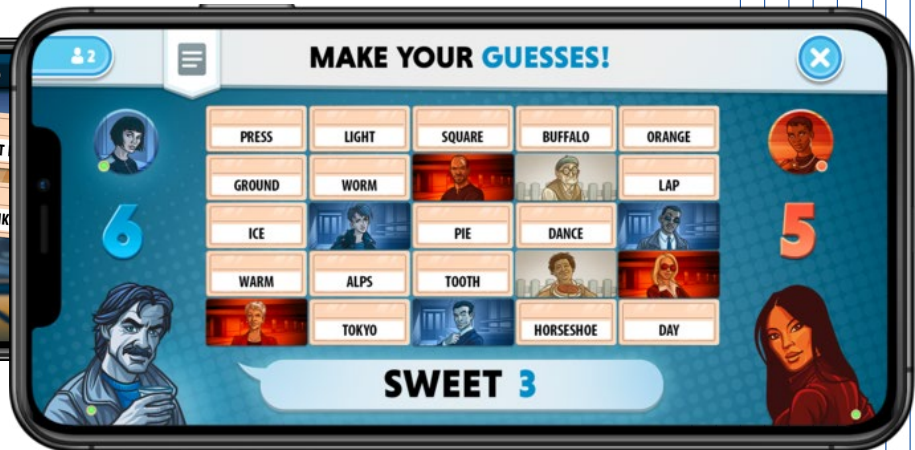 2
MAKE YOUR GUESSES!
PRESS LIGHT SQUARE BUFFALO ORANGE
GROUND WORM LAP
6 ICE PIE DANCE 5
WARM ALPS TOOTH
TOKYO HORSESHOE DAY
SWEET 3